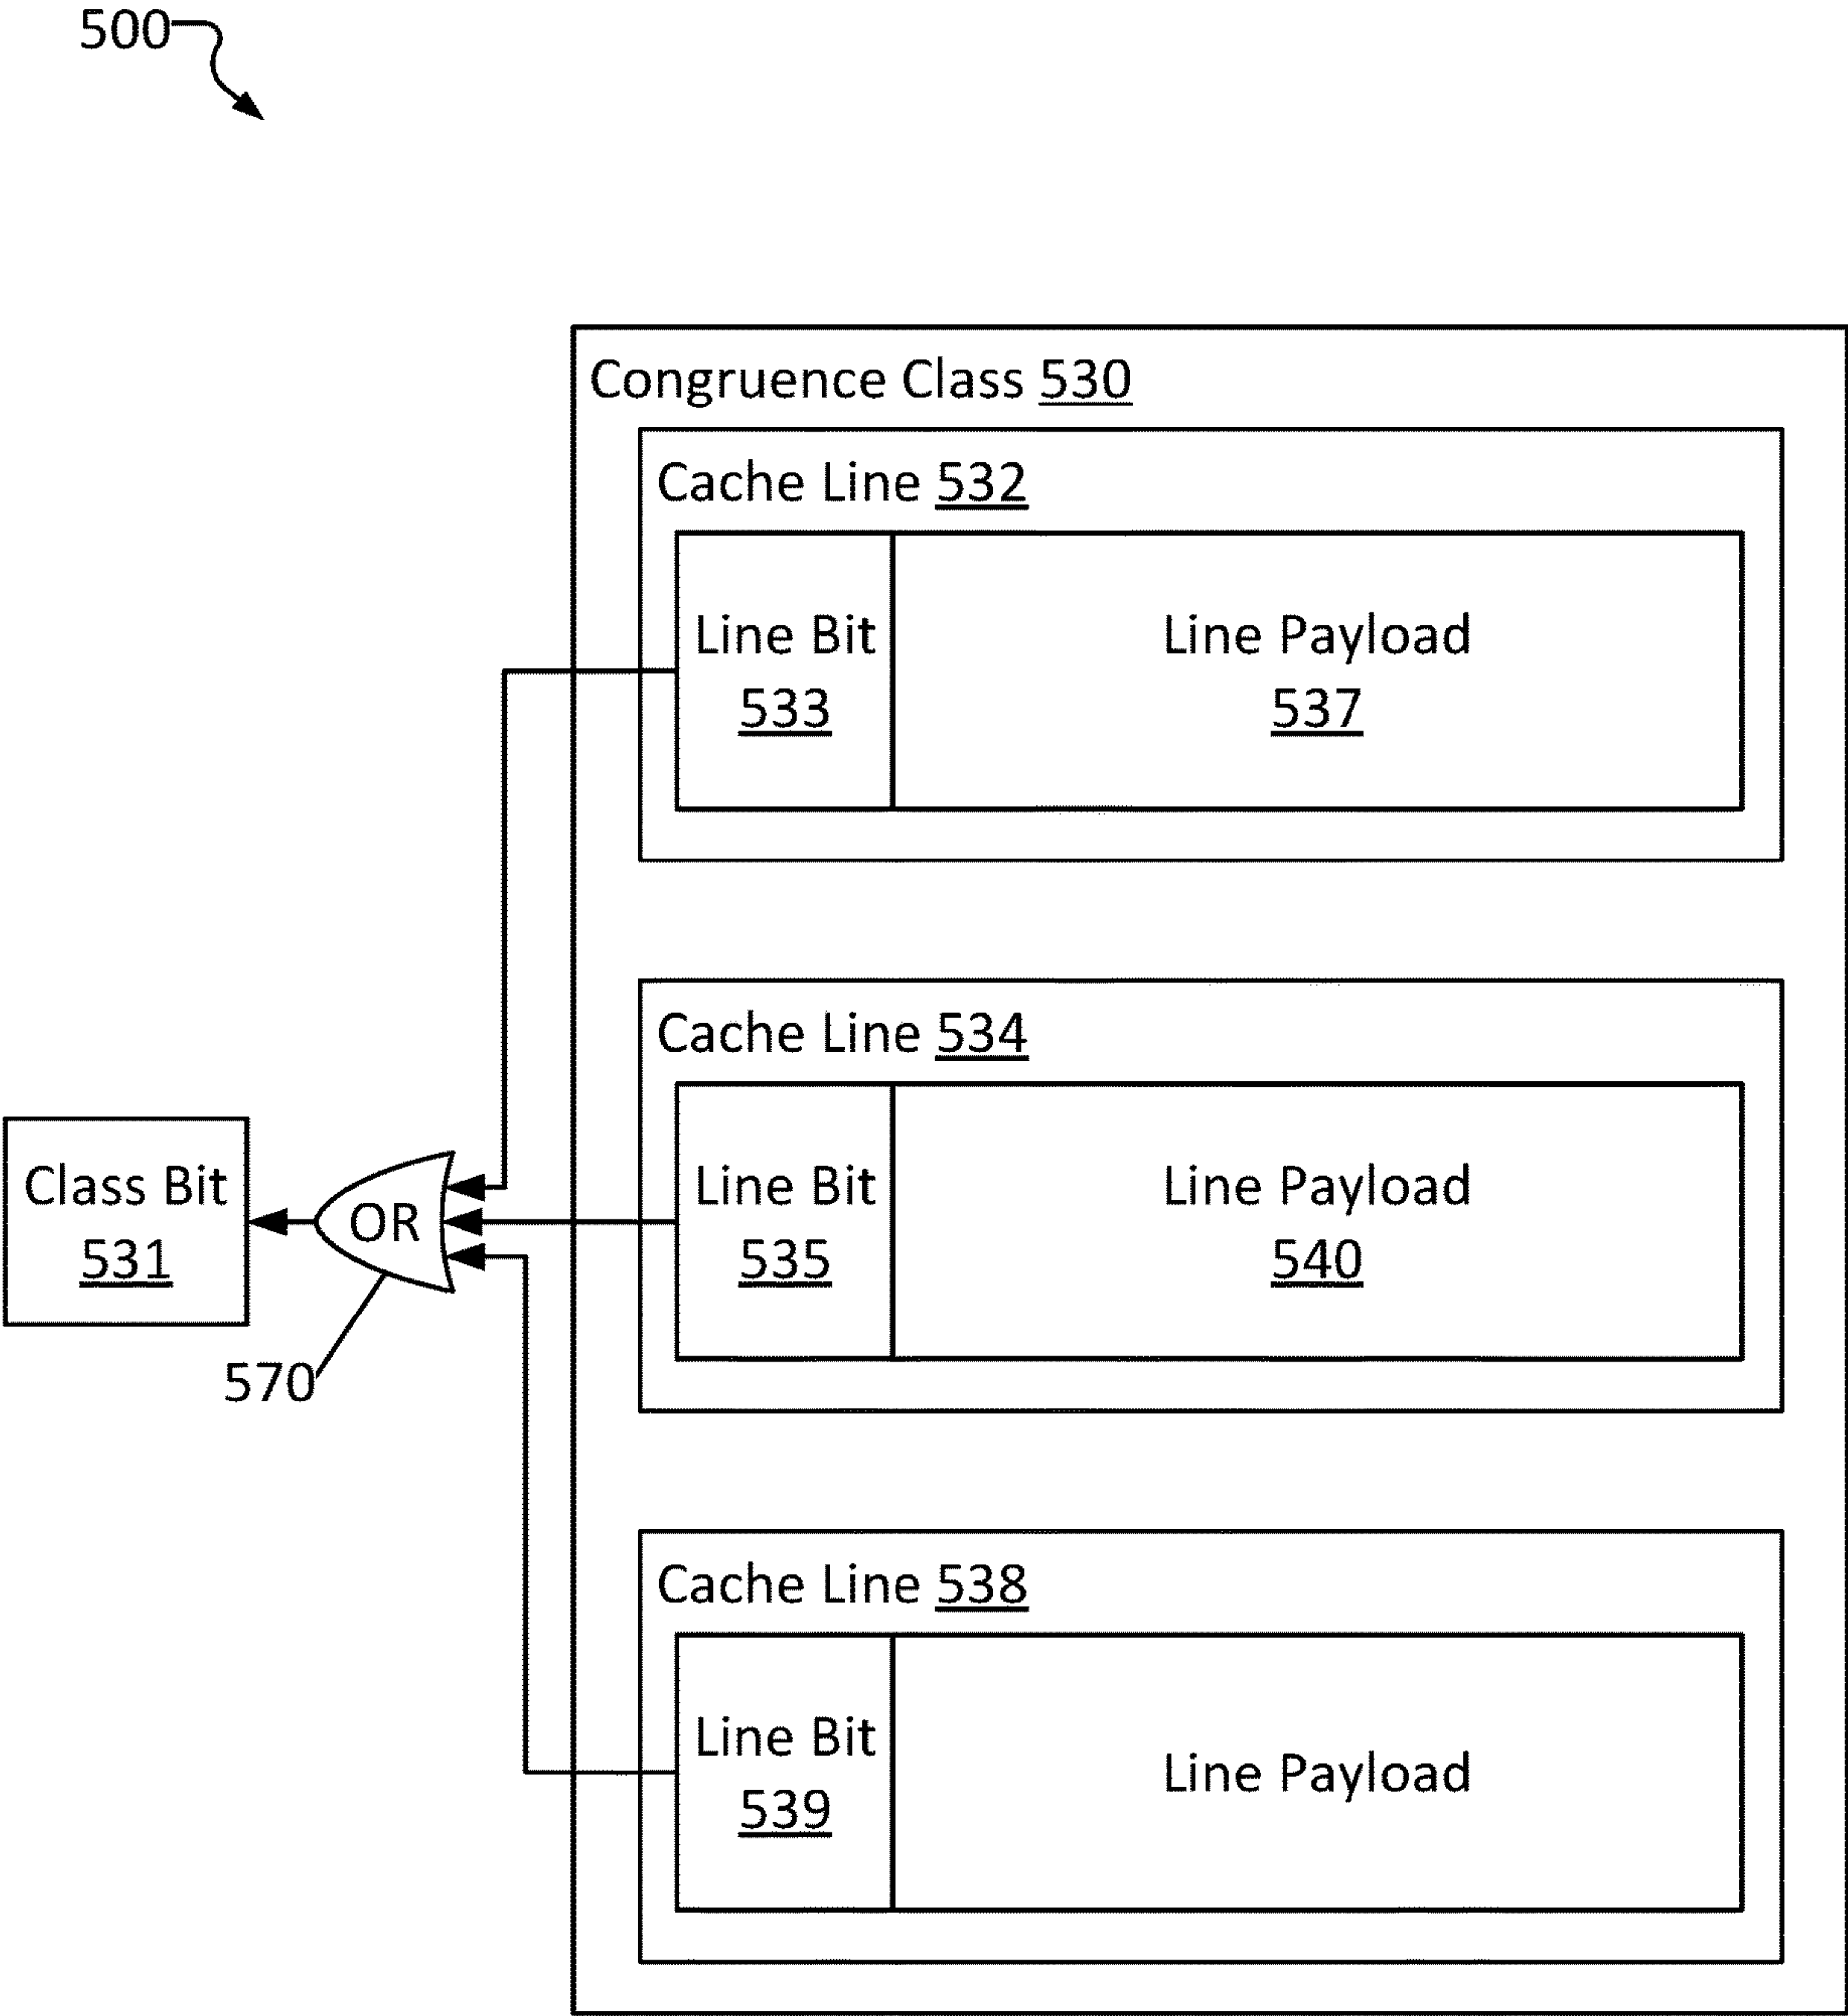 500
Congruence Class 530
Cache Line 532
Line Bit
533
Line Payload
537
Cache Line 534
Line Bit
535
Line Payload
540
Class Bit
531
OR
570
Cache Line 538
Line Bit
539
Line Payload